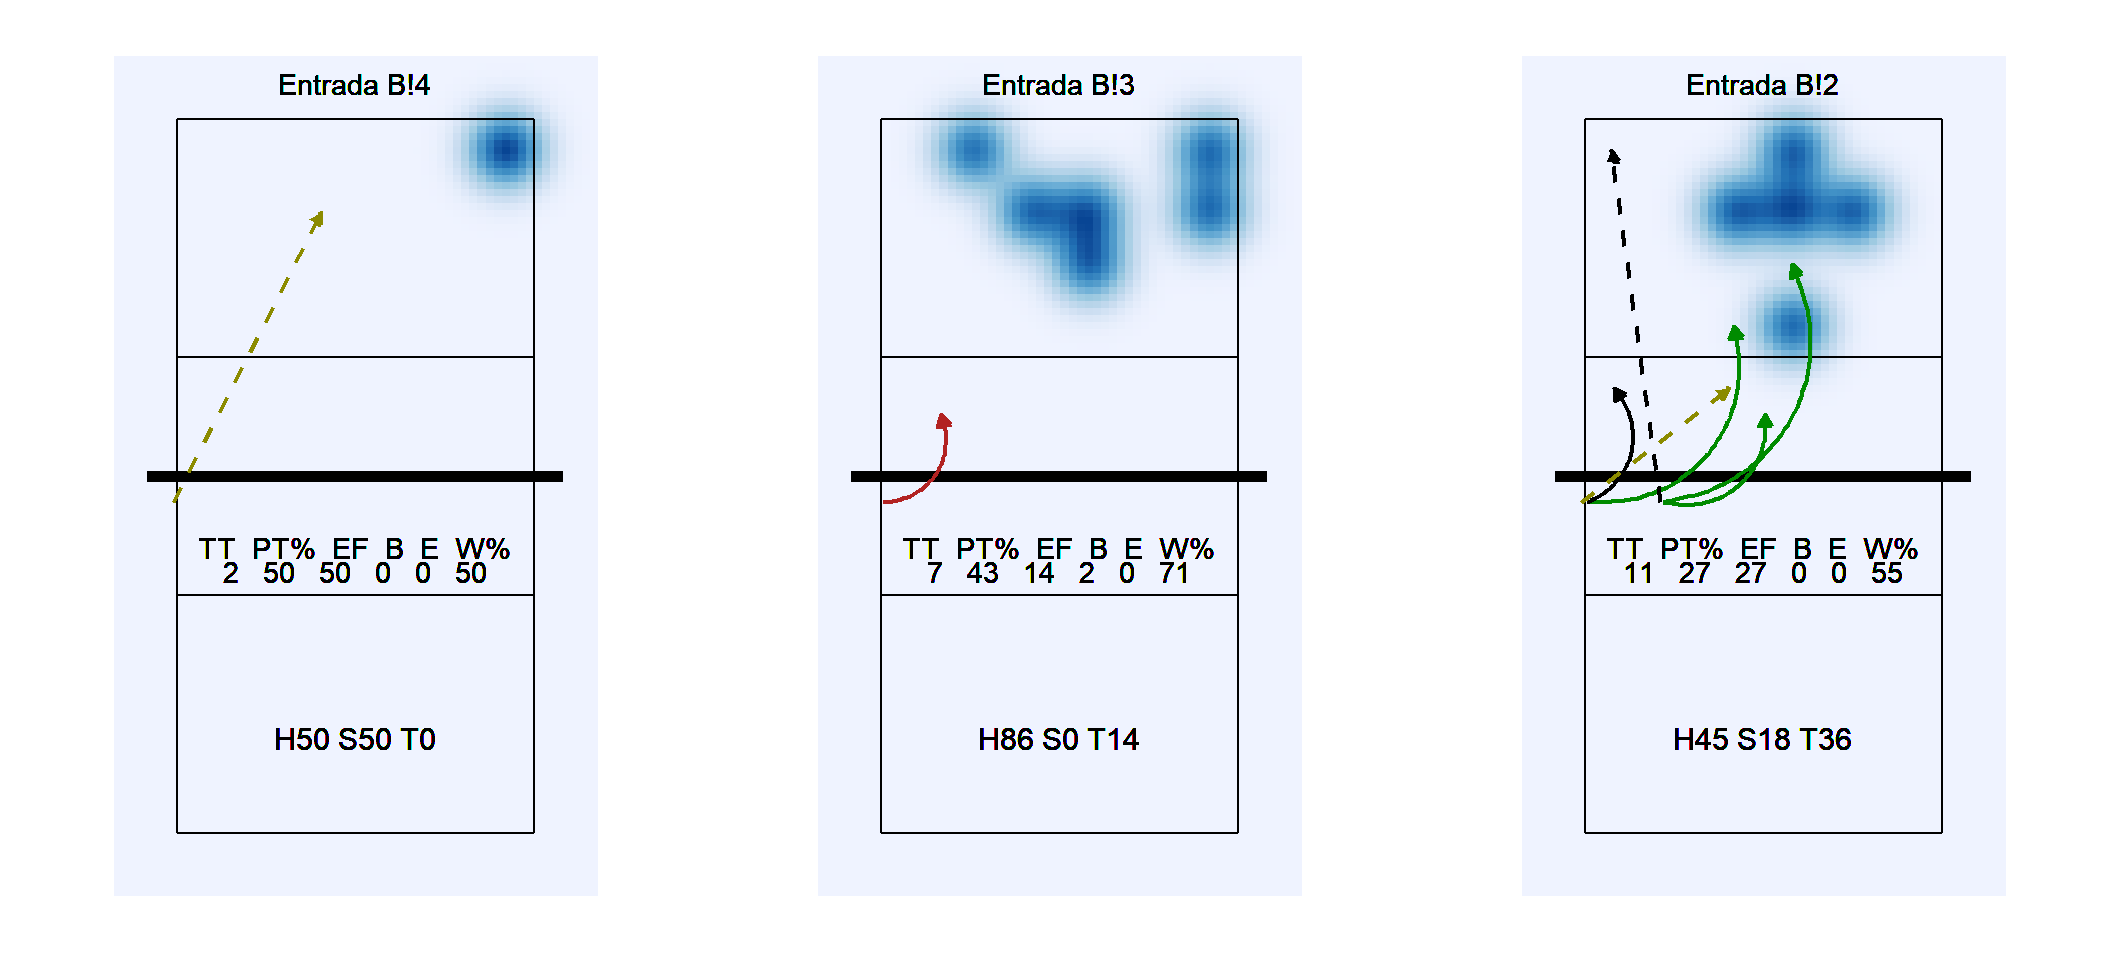 Entrada B!4
TT PT% EF B E W%
2 50 50 0 0 50
H50 S50 T0
Entrada B!3
TT PT% EF B E W%
7 43 14 2 0 71
H86 S0 T14
Entrada B!2
TT PT% EF B E W%
11 27 27 0 0 55
H45 S18 T36